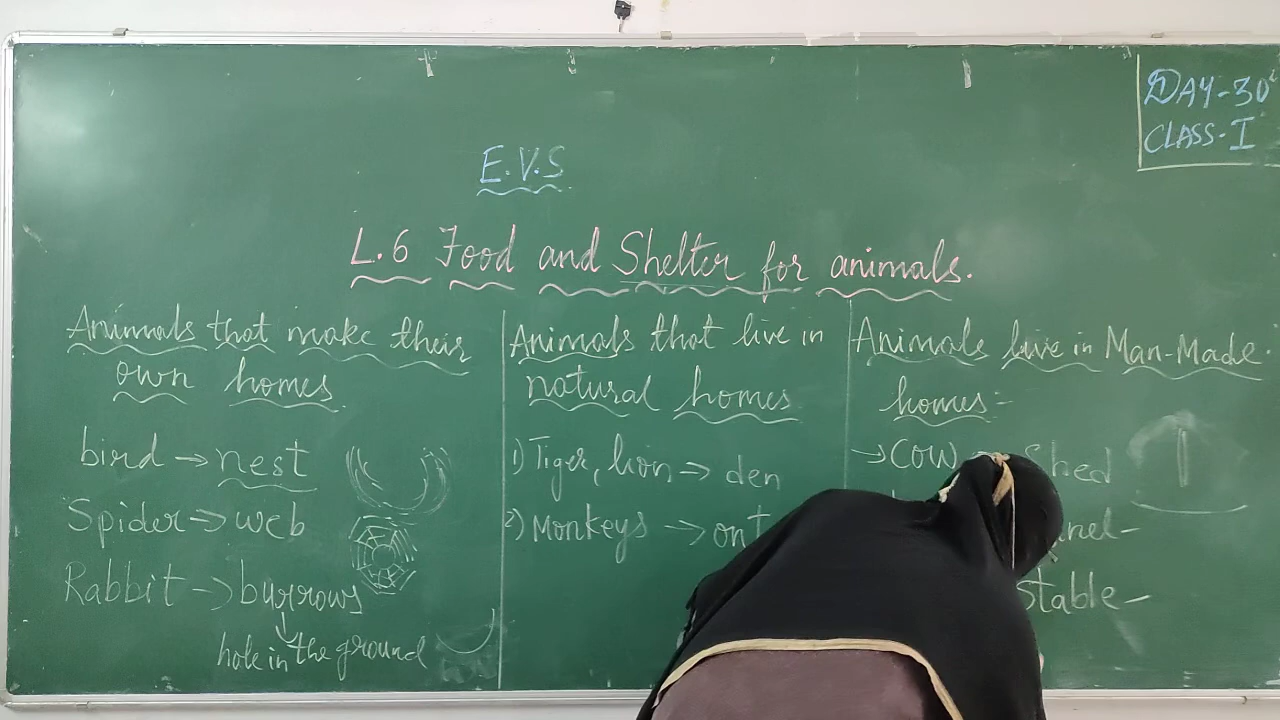 DAY-30
CLASS-I
E.V.S
L.6 Food and Shelter for animals.
Animals that make their
own homes
bird → nest
Spider → web
Rabbit → burrows
hole in the ground
Animals that live in
natural homes
1) Tiger, lion → den
2) Monkeys → on
Animals live in Man-Made
homes:-
→ Cow Shed
Stable-